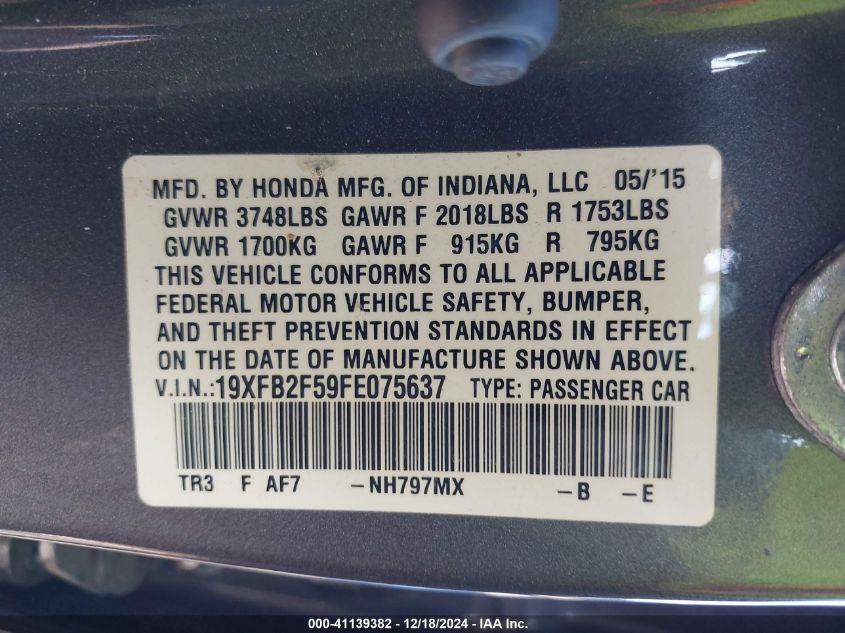 MFD. BY HONDA MFG. OF INDIANA, LLC 05/'15
GVWR 3748LBS GAWR F 2018LBS R 1753LBS
GVWR 1700KG GAWR F 915KG R 795KG
THIS VEHICLE CONFORMS TO ALL APPLICABLE
FEDERAL MOTOR VEHICLE SAFETY, BUMPER,
AND THEFT PREVENTION STANDARDS IN EFFECT
ON THE DATE OF MANUFACTURE SHOWN ABOVE.
V.I.N.:19XFB2F59FE075637 TYPE: PASSENGER CAR
TR3 F AF7 -NH797MX -B -E
000-41139382 - 12/18/2024 - IAA Inc.